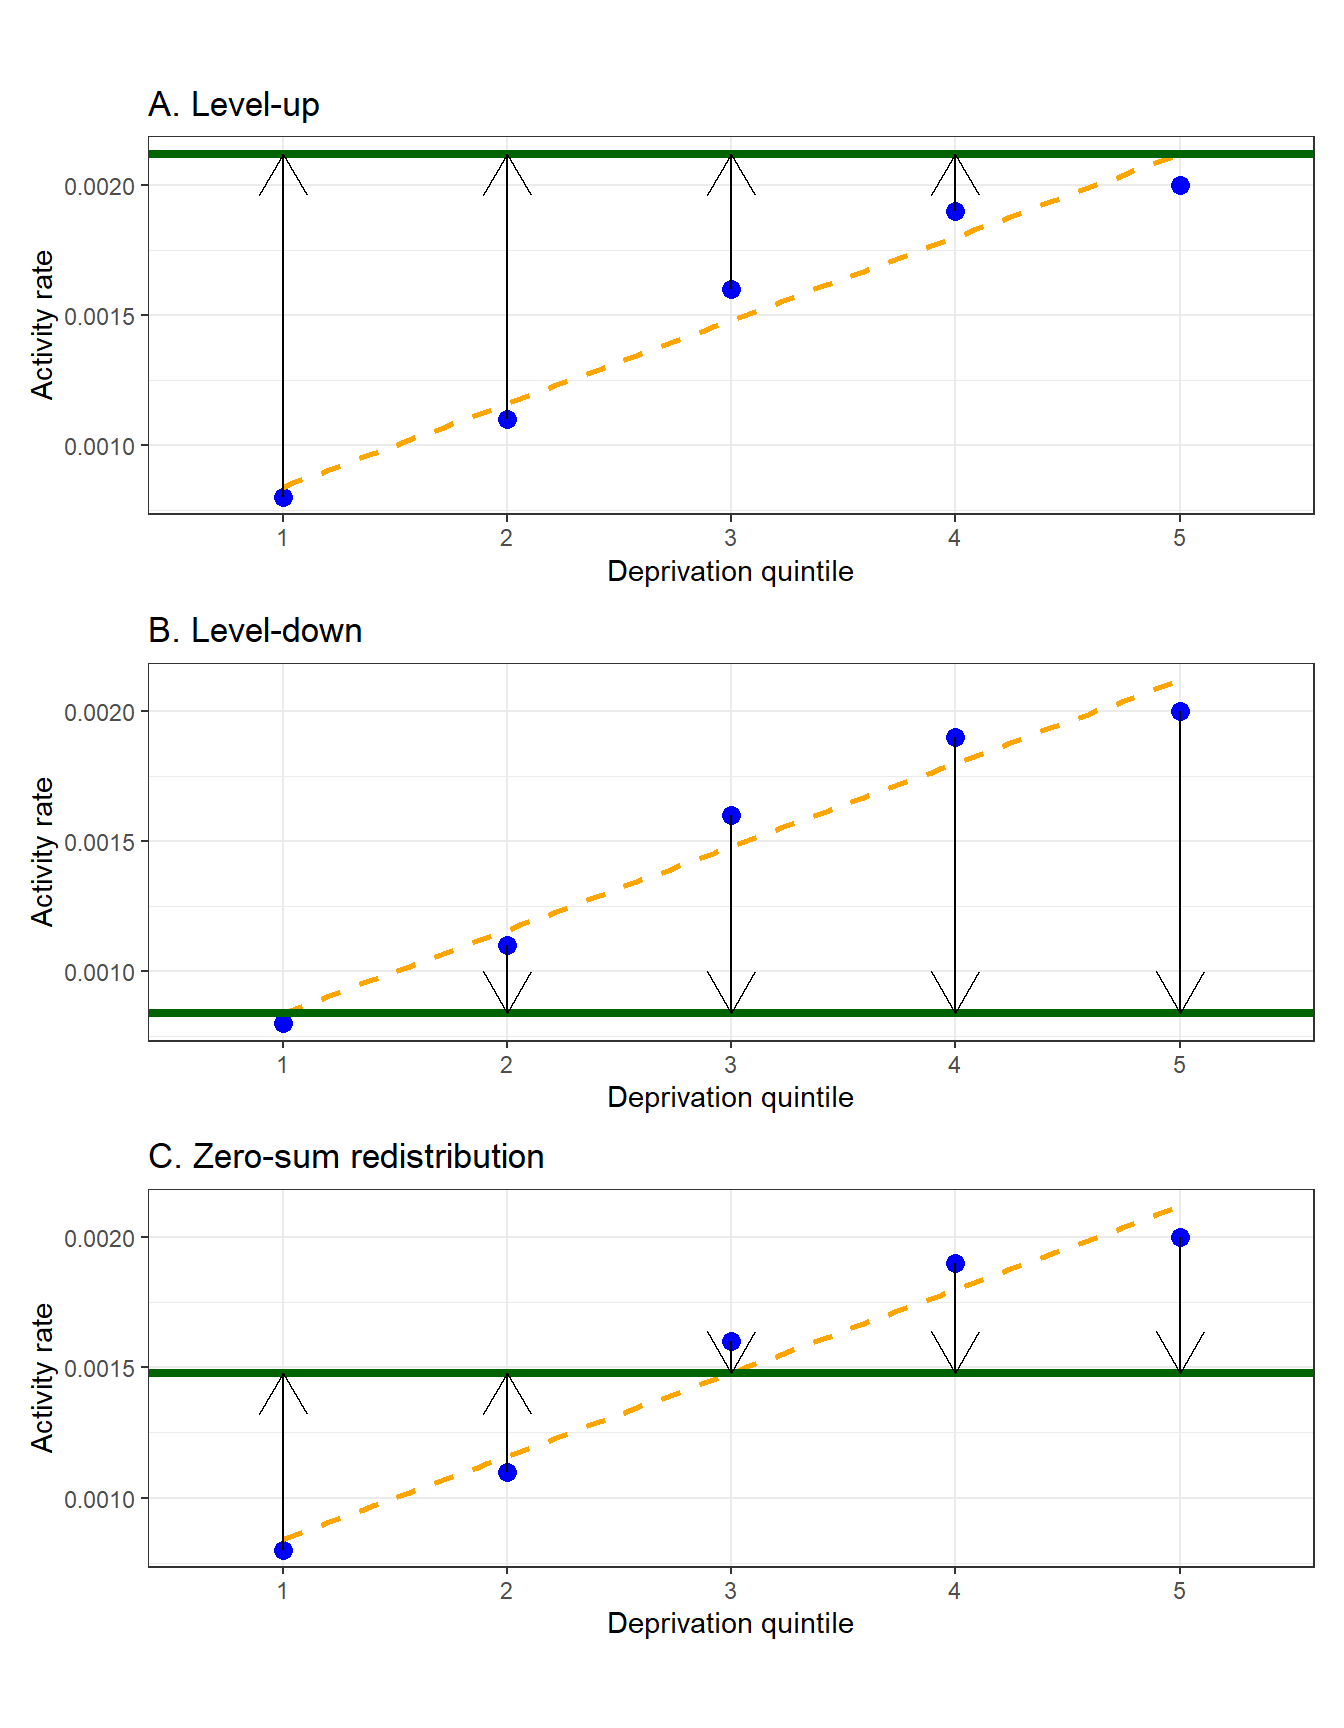 A. Level-up
0.0020
0.0015
0.0010
Activity rate
1 2 3 4 5
Deprivation quintile
B. Level-down
0.0020
0.0015
0.0010
Activity rate
1 2 3 4 5
Deprivation quintile
C. Zero-sum redistribution
0.0020
0.0015
0.0010
Activity rate
1 2 3 4 5
Deprivation quintile